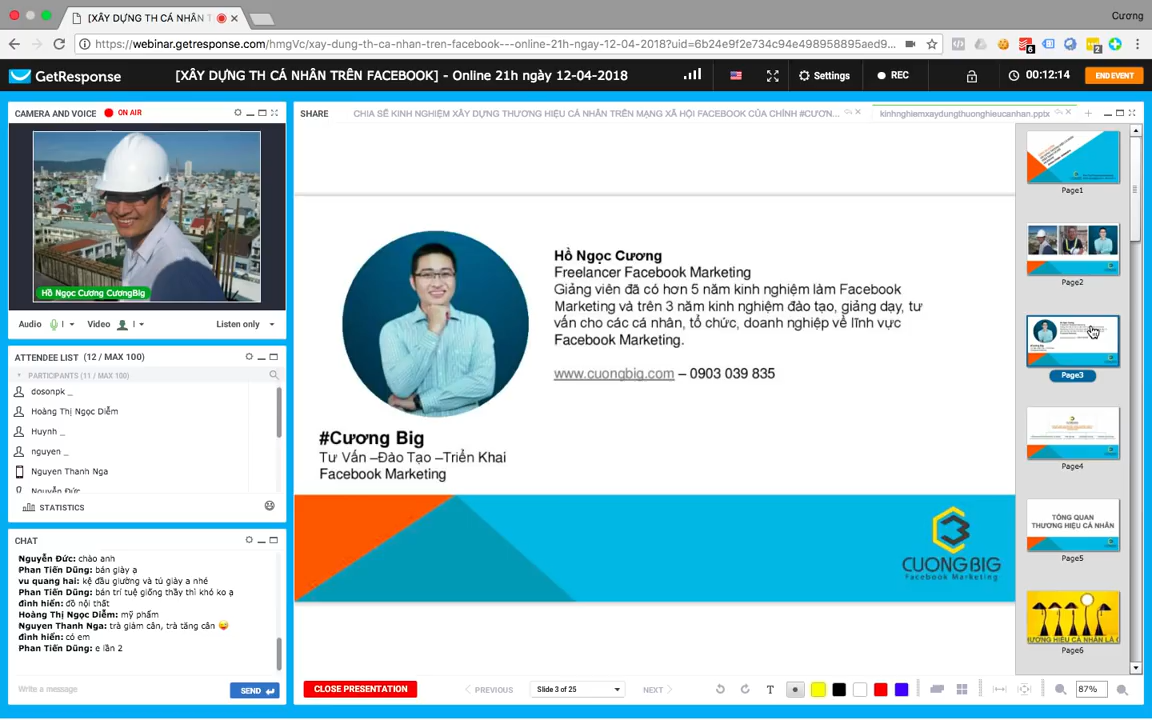 [XÂY DỰNG TH CÁ NHÂN T
Cương
https://webinar.getresponse.com/hmgVc/xay-dung-th-ca-nhan-tren-facebook---online-21h-ngay-12-04-2018?uid=6b24e9f2e734c94e498958895aed9...
6
2
GetResponse
[XÂY DỰNG TH CÁ NHÂN TRÊN FACEBOOK] - Online 21h ngày 12-04-2018
Settings
REC
00:12:14
END EVENT
CAMERA AND VOICE
ON AIR
Hồ Ngọc Cương CươngBig
Audio
Video
Listen only
ATTENDEE LIST (12 / MAX 100)
PARTICIPANTS (11 / MAX 100)
dosonpk _
Hoàng Thị Ngọc Diễm
Huynh _
nguyen _
Nguyen Thanh Nga
Nguyễn Đức
STATISTICS
CHAT
Nguyễn Đức: chào anh
Phan Tiến Dũng: bán giày ạ
vu quang hai: kệ đầu giường và tủ giày ạ nhé
Phan Tiến Dũng: bán trí tuệ giống thầy thì khó ko ạ
đình hiến: đồ nội thất
Hoàng Thị Ngọc Diễm: mỹ phẩm
Nguyen Thanh Nga: trà giảm cân, trà tăng cân 😜
đình hiến: có em
Phan Tiến Dũng: e lần 2
Write a message
SEND
SHARE
CHIA SẺ KINH NGHIỆM XÂY DỰNG THƯƠNG HIỆU CÁ NHÂN TRÊN MẠNG XÃ HỘI FACEBOOK CỦA CHÍNH #CƯƠN...
kinhnghiemxaydungthuonghieucanhan.pptx
Hồ Ngọc Cương
Freelancer Facebook Marketing
Giảng viên đã có hơn 5 năm kinh nghiệm làm Facebook
Marketing và trên 3 năm kinh nghiệm đào tạo, giảng dạy, tư
vấn cho các cá nhân, tổ chức, doanh nghiệp về lĩnh vực
Facebook Marketing.
www.cuongbig.com – 0903 039 835
#Cương Big
Tư Vấn –Đào Tạo –Triển Khai
Facebook Marketing
CUONGBIG
Facebook Marketing
Page1
Page2
Page3
Page4
TỔNG QUAN
THƯƠNG HIỆU CÁ NHÂN
Page5
HƯƠNG HIỆU CÁ NHÂN LÀ
Page6
CLOSE PRESENTATION
PREVIOUS
Slide 3 of 25
NEXT
T
87%